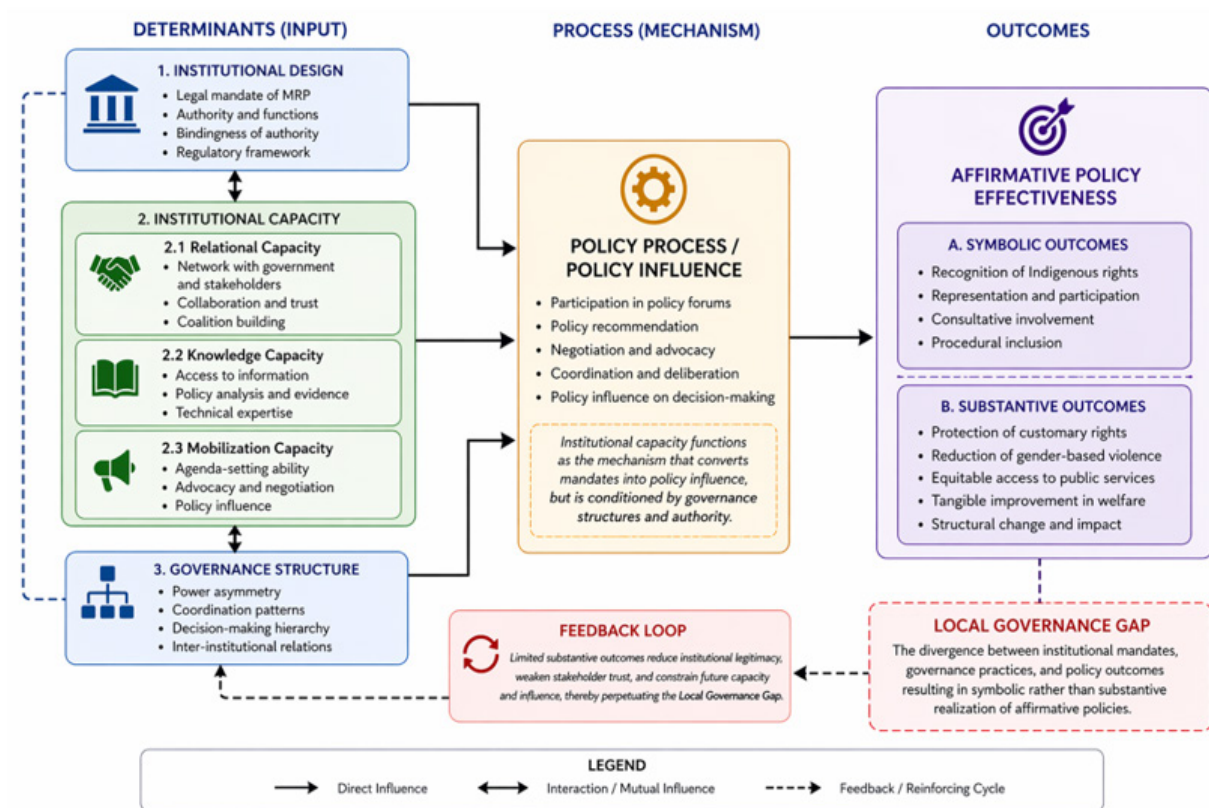 DETERMINANTS (INPUT)
PROCESS (MECHANISM)
OUTCOMES
1. INSTITUTIONAL DESIGN
• Legal mandate of MRP
• Authority and functions
• Bindingness of authority
• Regulatory framework
2. INSTITUTIONAL CAPACITY
2.1 Relational Capacity
• Network with government
and stakeholders
• Collaboration and trust
• Coalition building
2.2 Knowledge Capacity
• Access to information
• Policy analysis and evidence
• Technical expertise
2.3 Mobilization Capacity
• Agenda-setting ability
• Advocacy and negotiation
• Policy influence
3. GOVERNANCE STRUCTURE
• Power asymmetry
• Coordination patterns
• Decision-making hierarchy
• Inter-institutional relations
POLICY PROCESS /
POLICY INFLUENCE
• Participation in policy forums
• Policy recommendation
• Negotiation and advocacy
• Coordination and deliberation
• Policy influence on decision-making
Institutional capacity functions
as the mechanism that converts
mandates into policy influence,
but is conditioned by governance
structures and authority.
AFFIRMATIVE POLICY
EFFECTIVENESS
A. SYMBOLIC OUTCOMES
• Recognition of Indigenous rights
• Representation and participation
• Consultative involvement
• Procedural inclusion
B. SUBSTANTIVE OUTCOMES
• Protection of customary rights
• Reduction of gender-based violence
• Equitable access to public services
• Tangible improvement in welfare
• Structural change and impact
FEEDBACK LOOP
Limited substantive outcomes reduce institutional legitimacy,
weaken stakeholder trust, and constrain future capacity
and influence, thereby perpetuating the Local Governance Gap.
LOCAL GOVERNANCE GAP
The divergence between institutional mandates,
governance practices, and policy outcomes
resulting in symbolic rather than substantive
realization of affirmative policies.
LEGEND
Direct Influence
Interaction / Mutual Influence
Feedback / Reinforcing Cycle